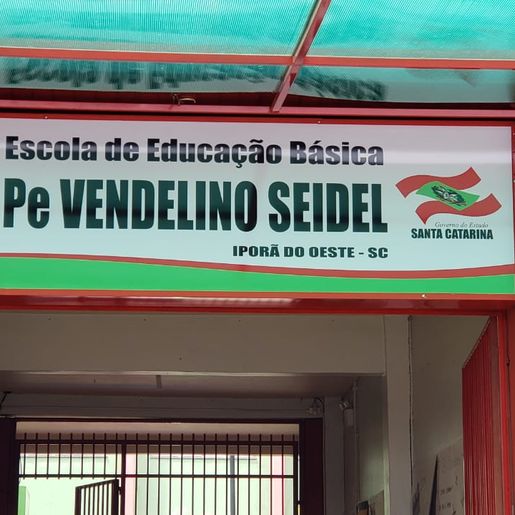 Escola de Educação Básica
Pe VENDELINO SEIDEL
IPORÃ DO OESTE - SC
Governo do Estado
SANTA CATARINA